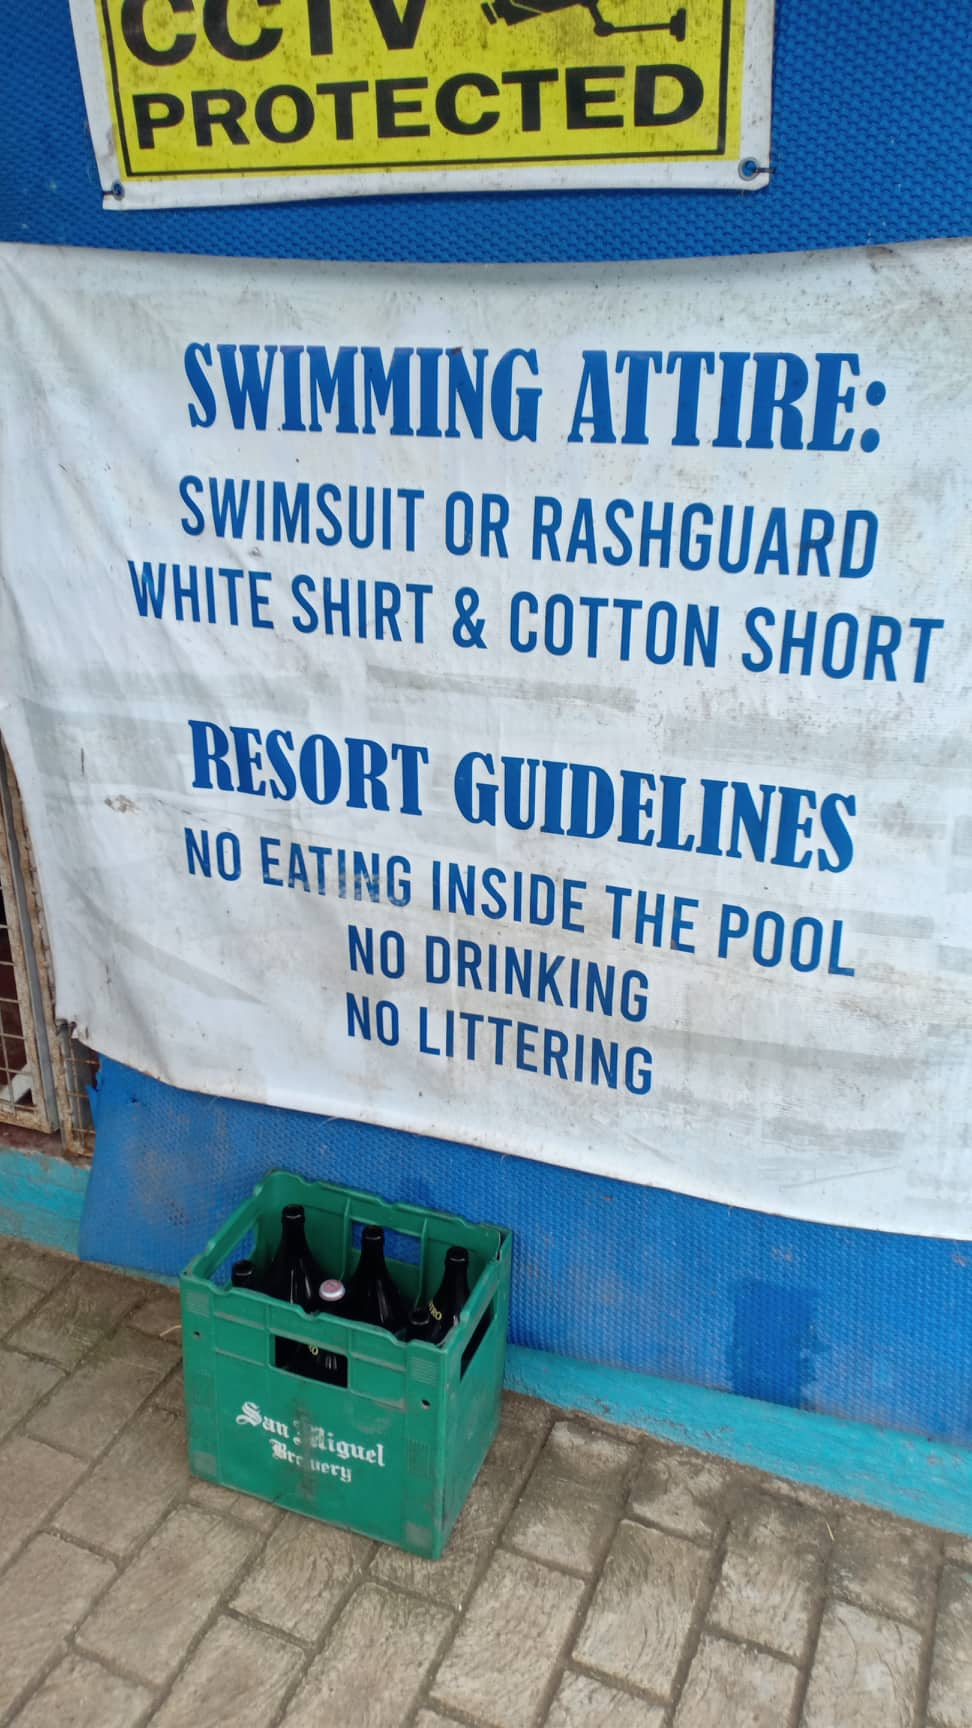 CCTV
PROTECTED
SWIMMING ATTIRE:
SWIMSUIT OR RASHGUARD
WHITE SHIRT & COTTON SHORT
RESORT GUIDELINES
NO EATING INSIDE THE POOL
NO DRINKING
NO LITTERING
San Miguel
Brewery